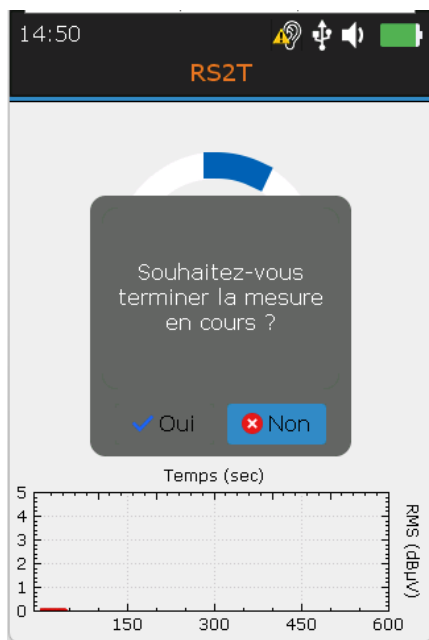 14:50
RS2T
Souhaitez-vous
terminer la mesure
en cours ?
Oui
Non
Temps (sec)
5
4
3
2
1
0
RMS (dBµV)
150
300
450
600